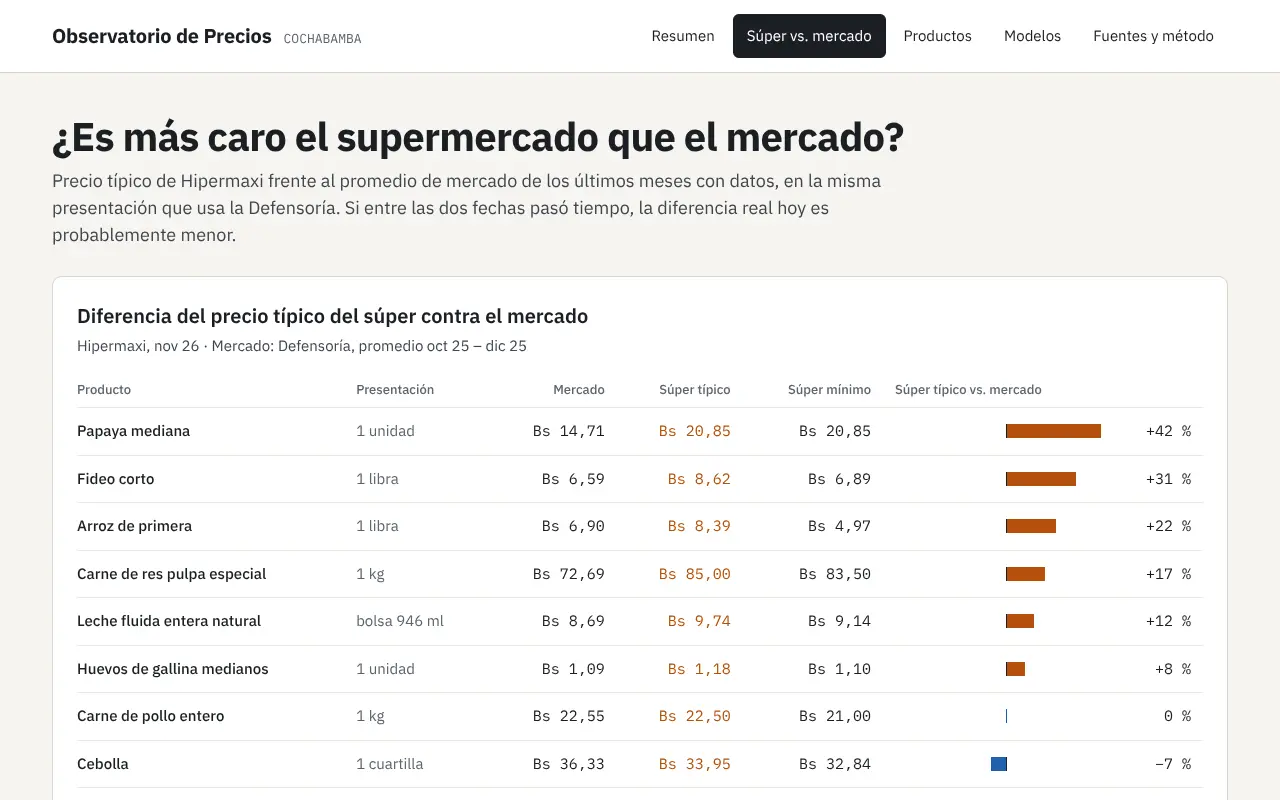 Observatorio de Precios COCHABAMBA Resumen Súper vs. mercado Productos Modelos Fuentes y método
¿Es más caro el supermercado que el mercado?
Precio típico de Hipermaxi frente al promedio de mercado de los últimos meses con datos, en la misma
presentación que usa la Defensoría. Si entre las dos fechas pasó tiempo, la diferencia real hoy es
probablemente menor.
Diferencia del precio típico del súper contra el mercado
Hipermaxi, nov 26 · Mercado: Defensoría, promedio oct 25 – dic 25
Producto Presentación Mercado Súper típico Súper mínimo Súper típico vs. mercado
Papaya mediana 1 unidad Bs 14,71 Bs 20,85 Bs 20,85 +42 %
Fideo corto 1 libra Bs 6,59 Bs 8,62 Bs 6,89 +31 %
Arroz de primera 1 libra Bs 6,90 Bs 8,39 Bs 4,97 +22 %
Carne de res pulpa especial 1 kg Bs 72,69 Bs 85,00 Bs 83,50 +17 %
Leche fluida entera natural bolsa 946 ml Bs 8,69 Bs 9,74 Bs 9,14 +12 %
Huevos de gallina medianos 1 unidad Bs 1,09 Bs 1,18 Bs 1,10 +8 %
Carne de pollo entero 1 kg Bs 22,55 Bs 22,50 Bs 21,00 0 %
Cebolla 1 cuartilla Bs 36,33 Bs 33,95 Bs 32,84 −7 %